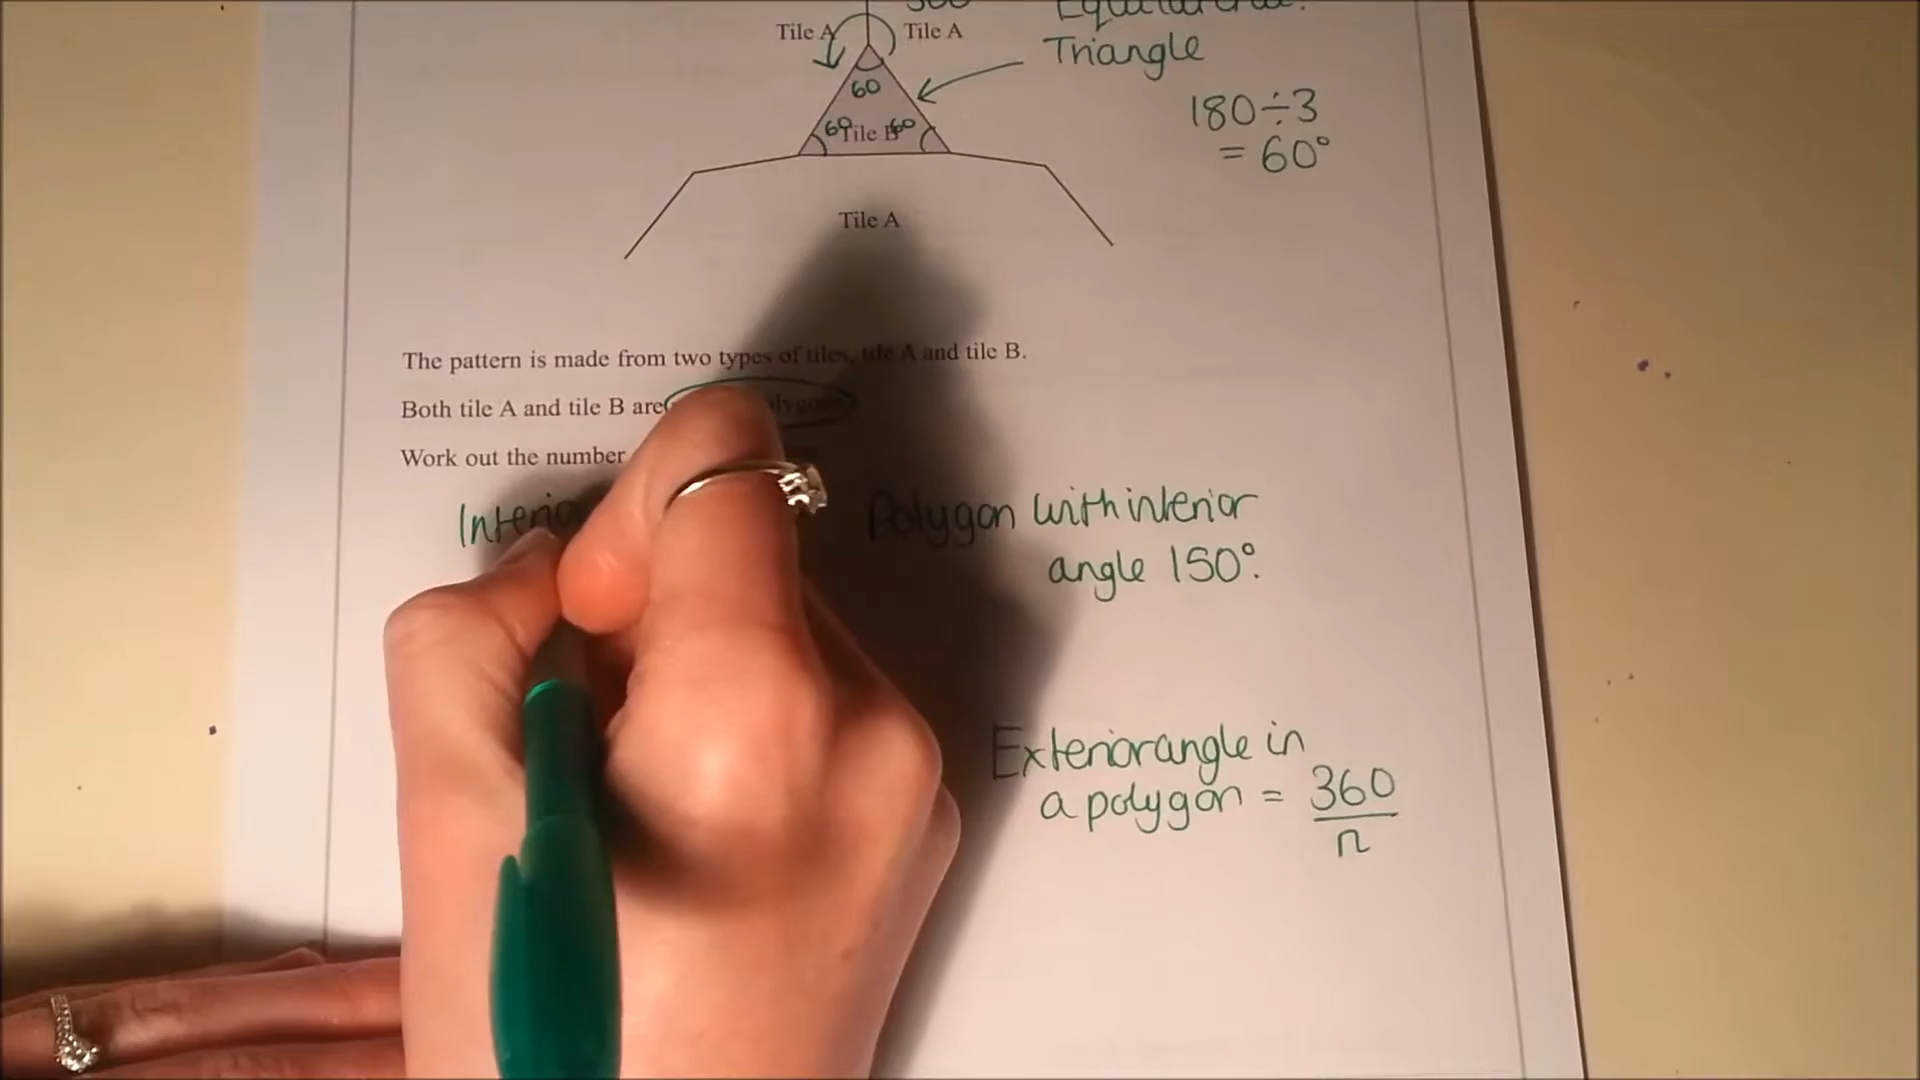 Tile A Tile A
Triangle
60
180÷3
60 Tile B 60
= 60°
Tile A
The pattern is made from two types of tiles, tile A and tile B.
Both tile A and tile B are
Work out the number
Polygon with interior
angle 150°.
Exterior angle in
a polygon = 360
n